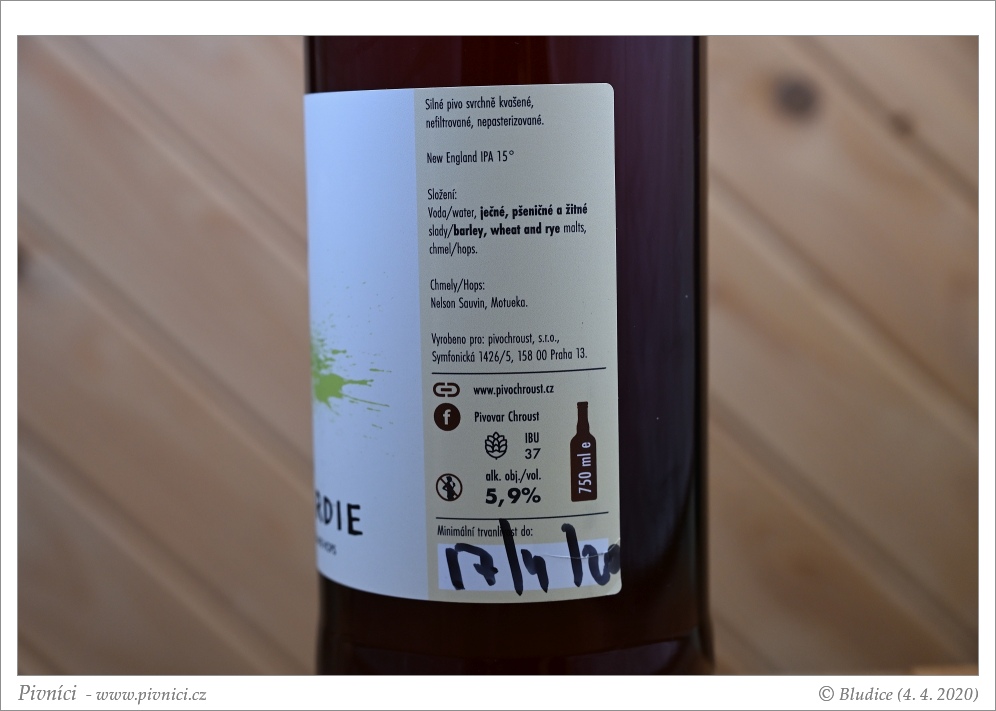 Silné pivo svrchně kvašené,
nefiltrované, nepasterizované.
New England IPA 15°
Složení:
Voda/water, ječné, pšeničné a žitné
slady/barley, wheat and rye malts,
chmel/hops.
Chmely/Hops:
Nelson Sauvin, Motueka.
Vyrobeno pro: pivochroust, s.r.o.,
Symfonická 1426/5, 158 00 Praha 13.
www.pivochroust.cz
f
Pivovar Chroust
IBU
37
alk. obj./vol.
5,9%
750 ml e
Minimální trvanlivost do:
17/4/20
RDIE
HOPS
Pivníci - www.pivnici.cz
© Bludice (4. 4. 2020)